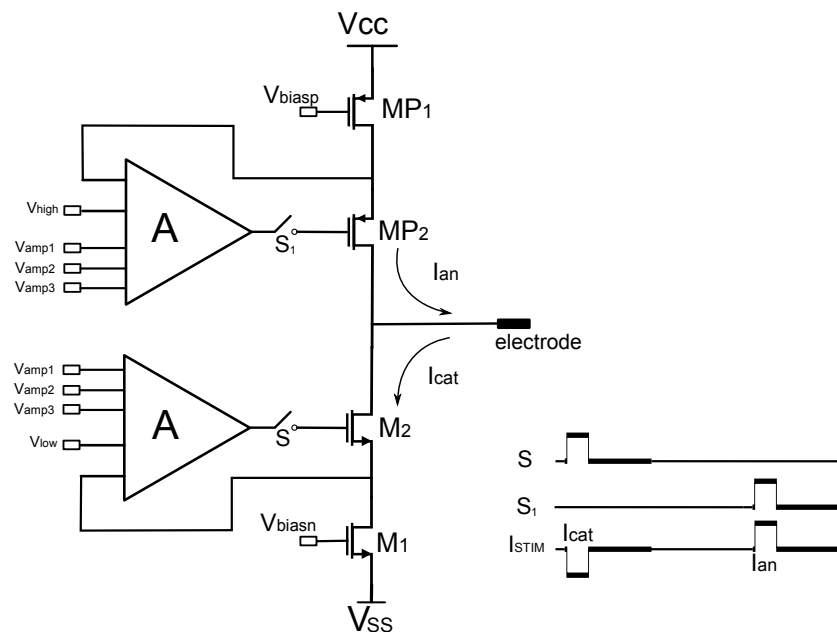 Vcc
Vbiasp
MP1
Vhigh
A
Vamp1
Vamp2
Vamp3
S1
MP2
Ian
electrode
Icat
Vamp1
Vamp2
Vamp3
A
Vlow
S
M2
Vbiasn
M1
VSS
S
S1
ISTIM
Icat
Ian